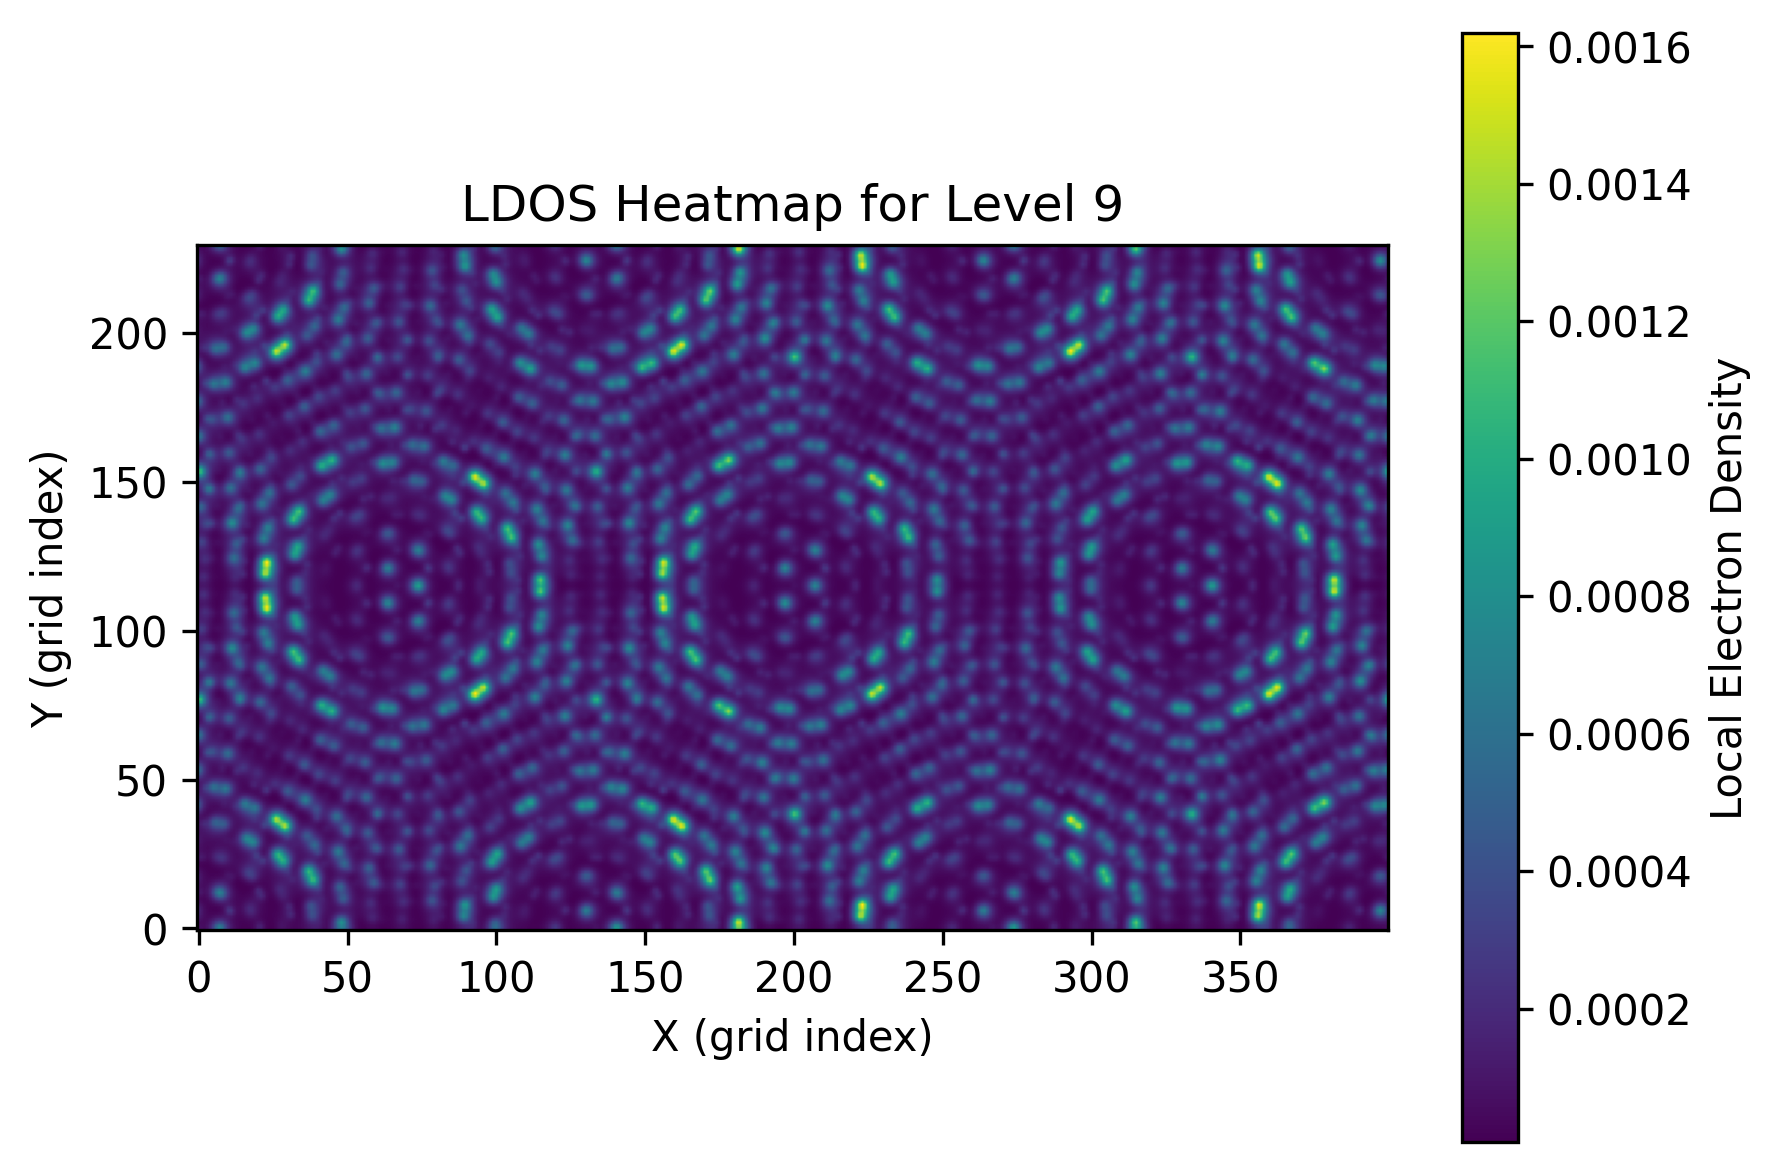 LDOS Heatmap for Level 9
Y (grid index)
200
150
100
50
0
0 50 100 150 200 250 300 350
X (grid index)
0.0016
0.0014
0.0012
0.0010
0.0008
0.0006
0.0004
0.0002
Local Electron Density